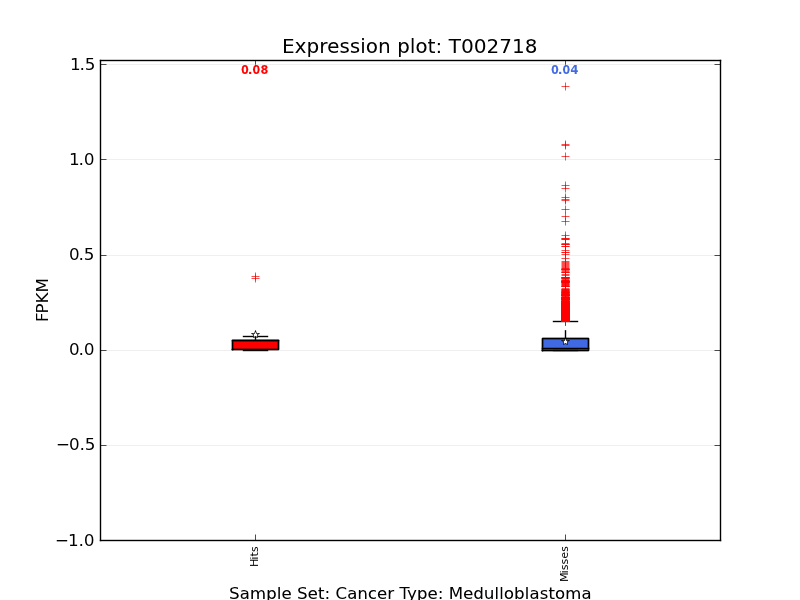 Expression plot: T002718
1.5
0.08
0.04
1.0
0.5
FPKM
0.0
−0.5
−1.0
Hits
Misses
Sample Set: Cancer Type: Medulloblastoma